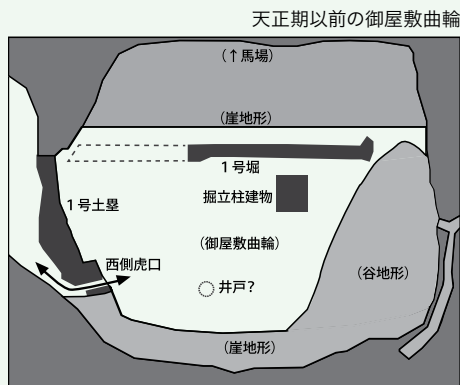 天正期以前の御屋敷曲輪
（↑馬場）
（崖地形）
１号堀
掘立柱建物
１号土塁
（御屋敷曲輪）
西側虎口
（谷地形）
井戸？
（崖地形）